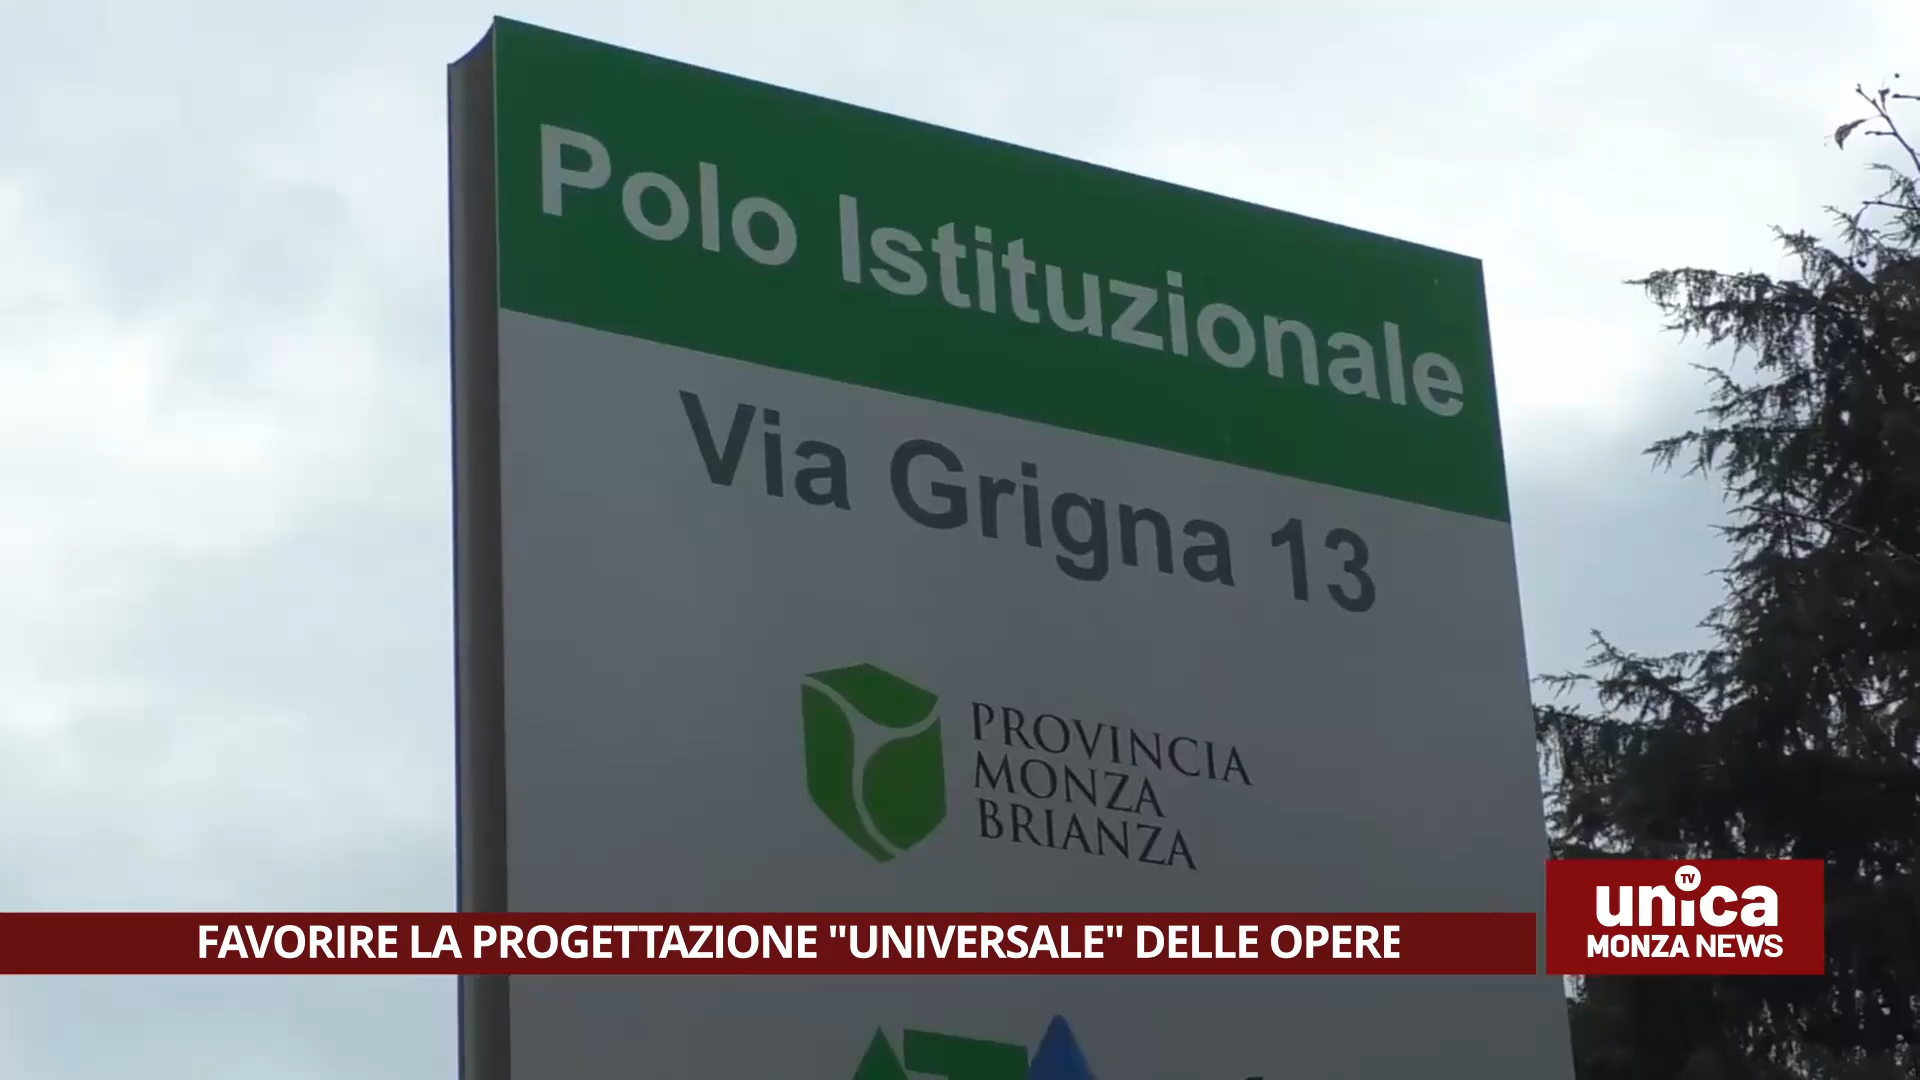 Polo Istituzionale
Via Grigna 13
PROVINCIA
MONZA
BRIANZA
FAVORIRE LA PROGETTAZIONE "UNIVERSALE" DELLE OPERE
TV
unica
MONZA NEWS